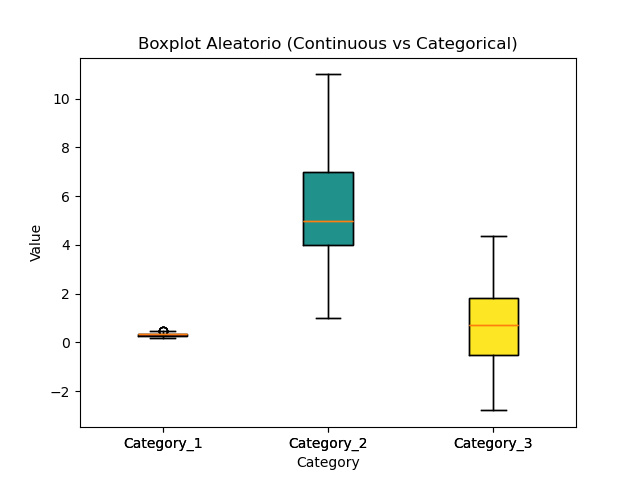 Boxplot Aleatorio (Continuous vs Categorical)
10
8
6
4
2
0
−2
Value
Category_1 Category_2 Category_3
Category